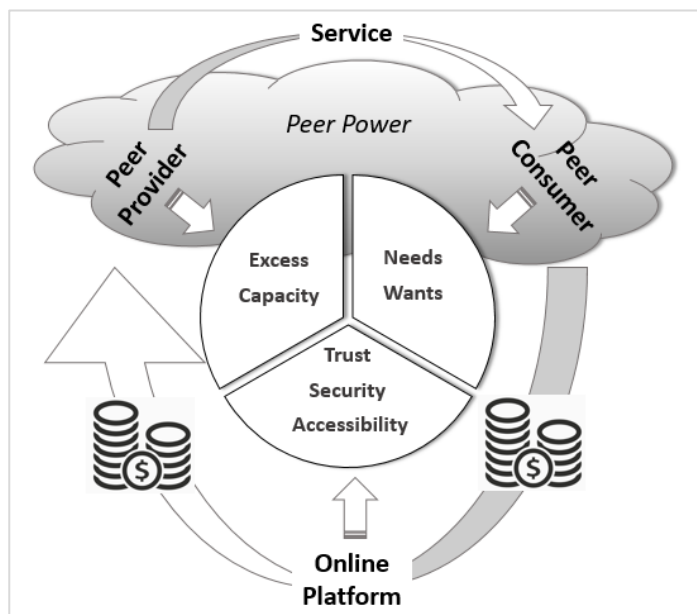 Service
Peer Power
Peer
Provider
Peer
Consumer
Excess
Capacity
Needs
Wants
Trust
Security
Accessibility
$
$
Online
Platform